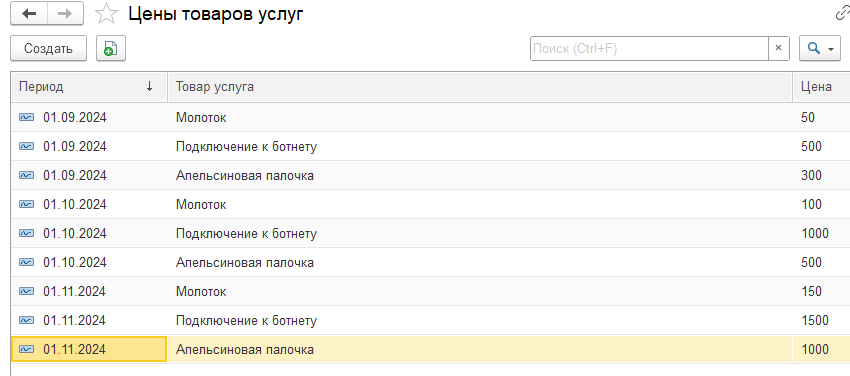 Цены товаров услуг
Создать Поиск (Ctrl+F) ×
Период ↓ Товар услуга Цена
01.09.2024 Молоток 50
01.09.2024 Подключение к ботнету 500
01.09.2024 Апельсиновая палочка 300
01.10.2024 Молоток 100
01.10.2024 Подключение к ботнету 1000
01.10.2024 Апельсиновая палочка 500
01.11.2024 Молоток 150
01.11.2024 Подключение к ботнету 1500
01.11.2024 Апельсиновая палочка 1000